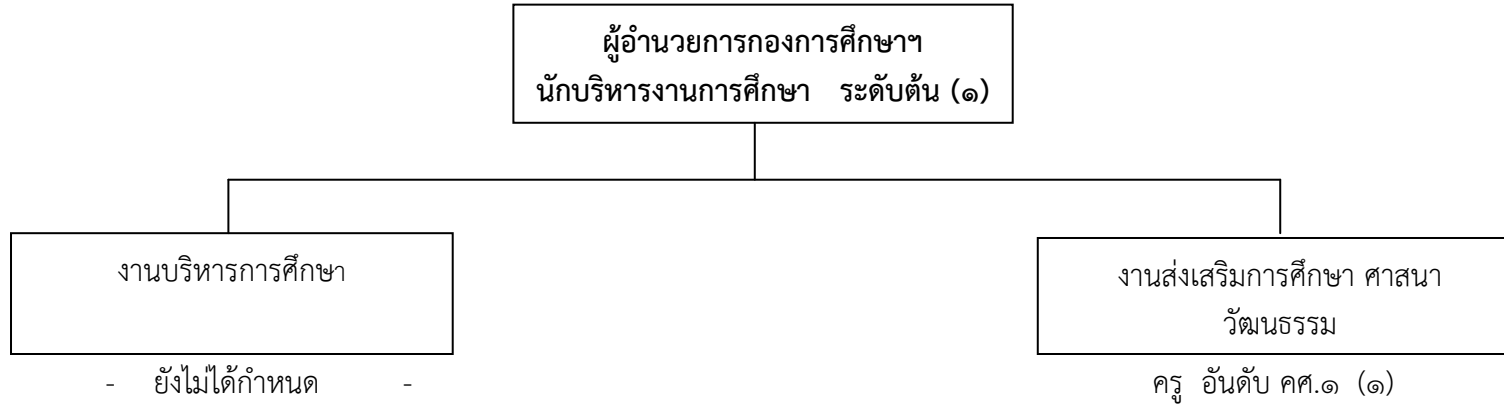 ผู้อำนวยการกองการศึกษาฯ
นักบริหารงานการศึกษา ระดับต้น (๑)
งานบริหารการศึกษา
- ยังไม่ได้กำหนด -
งานส่งเสริมการศึกษา ศาสนา
วัฒนธรรม
ครู อันดับ คศ.๑ (๑)